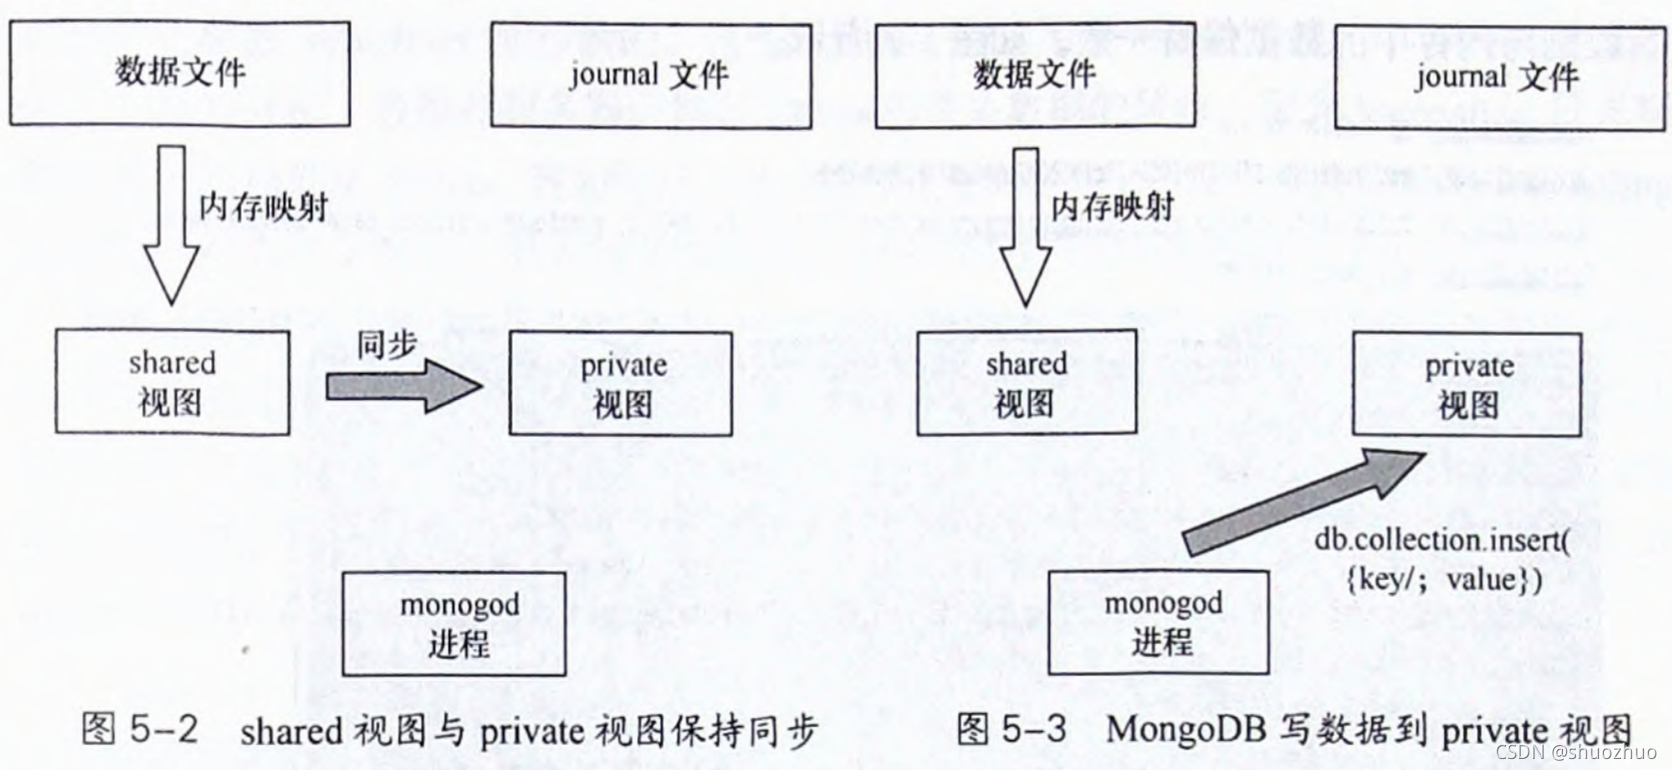 数据文件
journal 文件
内存映射
shared
视图
同步
private
视图
monogod
进程
图 5-2 shared 视图与 private 视图保持同步
数据文件
journal 文件
内存映射
shared
视图
private
视图
db.collection.insert(
{key/；value})
monogod
进程
图 5-3 MongoDB 写数据到 private 视图
CSDN @shuozhuo